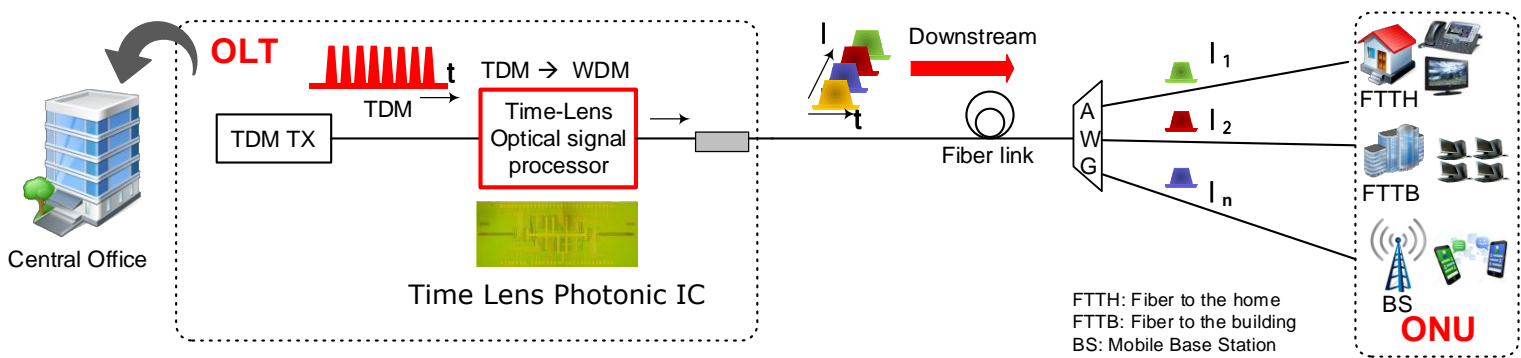 OLT
t
TDM
TDM → WDM
TDM TX
Time-Lens
Optical signal
processor
Time Lens Photonic IC
Central Office
l
t
Downstream
Fiber link
A
W
G
l 1
l 2
l n
FTTH
FTTB
BS
ONU
FTTH: Fiber to the home
FTTB: Fiber to the building
BS: Mobile Base Station